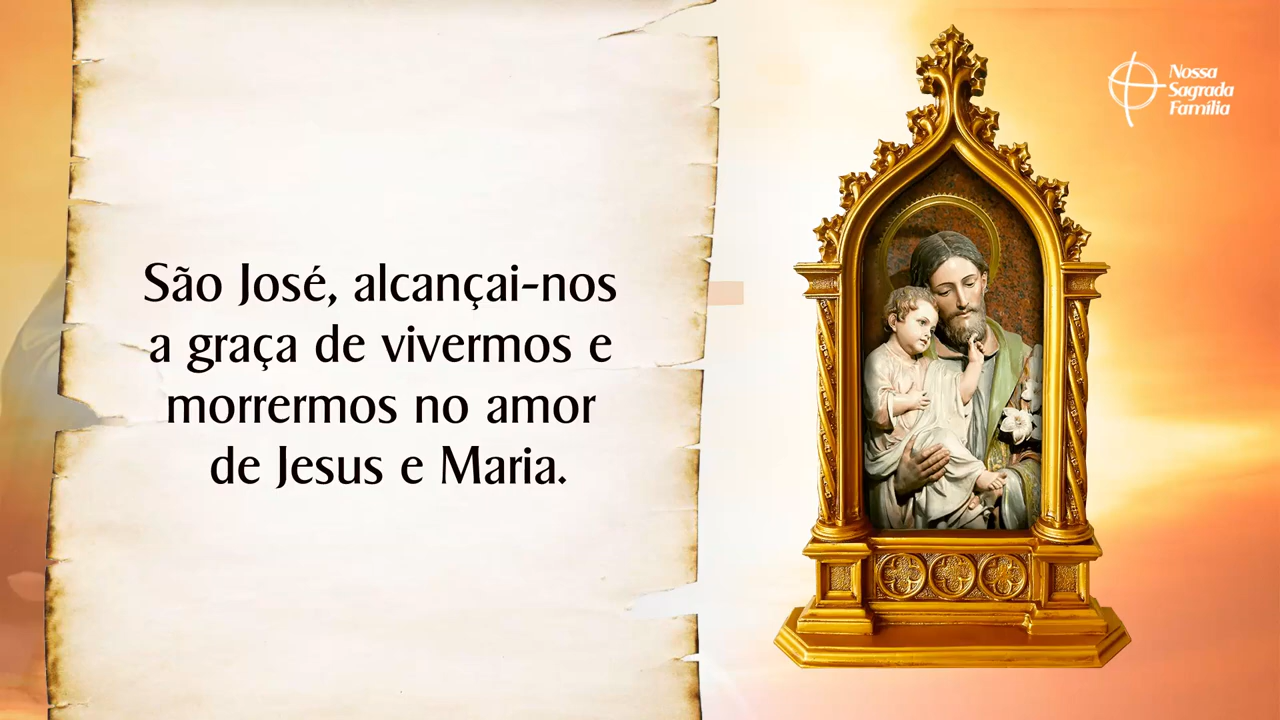 São José, alcançai-nos
a graça de vivermos e
morrermos no amor
de Jesus e Maria.
Nossa
Sagrada
Família